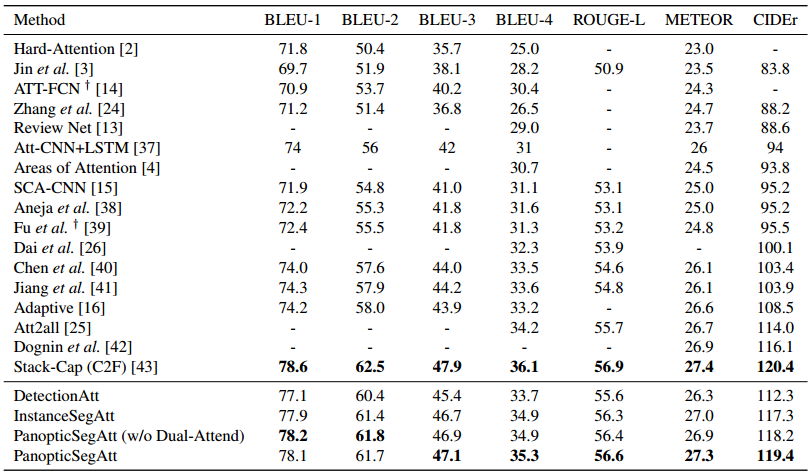 Method BLEU-1 BLEU-2 BLEU-3 BLEU-4 ROUGE-L METEOR CIDEr
Hard-Attention [2] 71.8 50.4 35.7 25.0 - 23.0 -
Jin et al. [3] 69.7 51.9 38.1 28.2 50.9 23.5 83.8
ATT-FCN † [14] 70.9 53.7 40.2 30.4 - 24.3 -
Zhang et al. [24] 71.2 51.4 36.8 26.5 - 24.7 88.2
Review Net [13] - - - 29.0 - 23.7 88.6
Att-CNN+LSTM [37] 74 56 42 31 - 26 94
Areas of Attention [4] - - - 30.7 - 24.5 93.8
SCA-CNN [15] 71.9 54.8 41.0 31.1 53.1 25.0 95.2
Aneja et al. [38] 72.2 55.3 41.8 31.6 53.1 25.0 95.2
Fu et al. † [39] 72.4 55.5 41.8 31.3 53.2 24.8 95.5
Dai et al. [26] - - - 32.3 53.9 - 100.1
Chen et al. [40] 74.0 57.6 44.0 33.5 54.6 26.1 103.4
Jiang et al. [41] 74.3 57.9 44.2 33.6 54.8 26.1 103.9
Adaptive [16] 74.2 58.0 43.9 33.2 - 26.6 108.5
Att2all [25] - - - 34.2 55.7 26.7 114.0
Dognin et al. [42] - - - - - 26.9 116.1
Stack-Cap (C2F) [43] 78.6 62.5 47.9 36.1 56.9 27.4 120.4
DetectionAtt 77.1 60.4 45.4 33.7 55.6 26.3 112.3
InstanceSegAtt 77.9 61.4 46.7 34.9 56.3 27.0 117.3
PanopticSegAtt (w/o Dual-Attend) 78.2 61.8 46.9 34.9 56.4 26.9 118.2
PanopticSegAtt 78.1 61.7 47.1 35.3 56.6 27.3 119.4